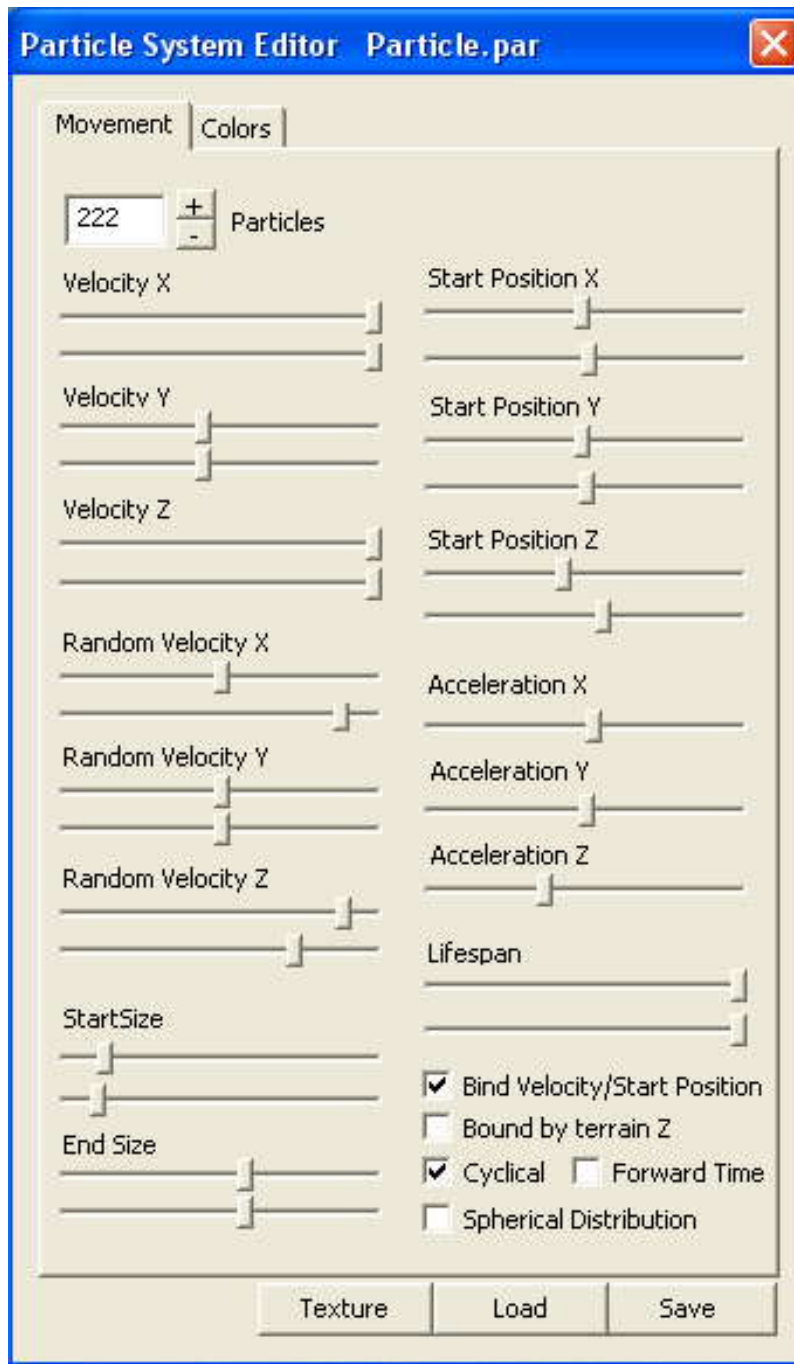 Particle System Editor Particle.par
Movement
Colors
222
+
-
Particles
Velocity X
Velocity Y
Velocity Z
Random Velocity X
Random Velocity Y
Random Velocity Z
StartSize
End Size
Start Position X
Start Position Y
Start Position Z
Acceleration X
Acceleration Y
Acceleration Z
Lifespan
Bind Velocity/Start Position
Bound by terrain Z
Cyclical
Forward Time
Spherical Distribution
Texture
Load
Save